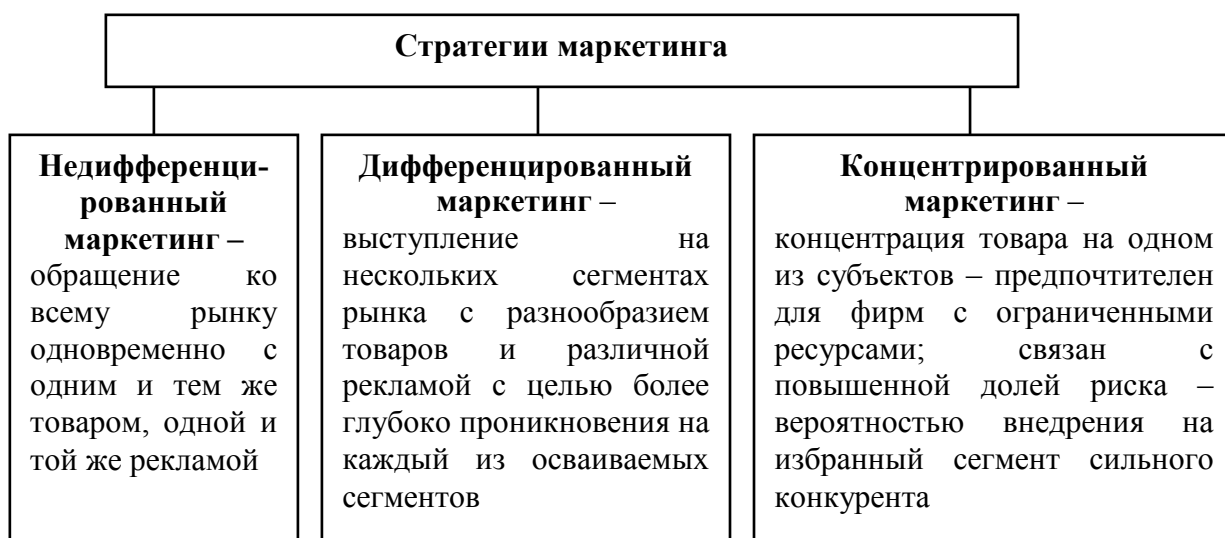 Стратегии маркетинга
Недифференци-
рованный
маркетинг –
обращение ко
всему рынку
одновременно с
одним и тем же
товаром, одной и
той же рекламой
Дифференцированный
маркетинг –
выступление на
нескольких сегментах
рынка с разнообразием
товаров и различной
рекламой с целью более
глубоко проникновения на
каждый из осваиваемых
сегментов
Концентрированный
маркетинг –
концентрация товара на одном
из субъектов – предпочтителен
для фирм с ограниченными
ресурсами; связан с
повышенной долей риска –
вероятностью внедрения на
избранный сегмент сильного
конкурента